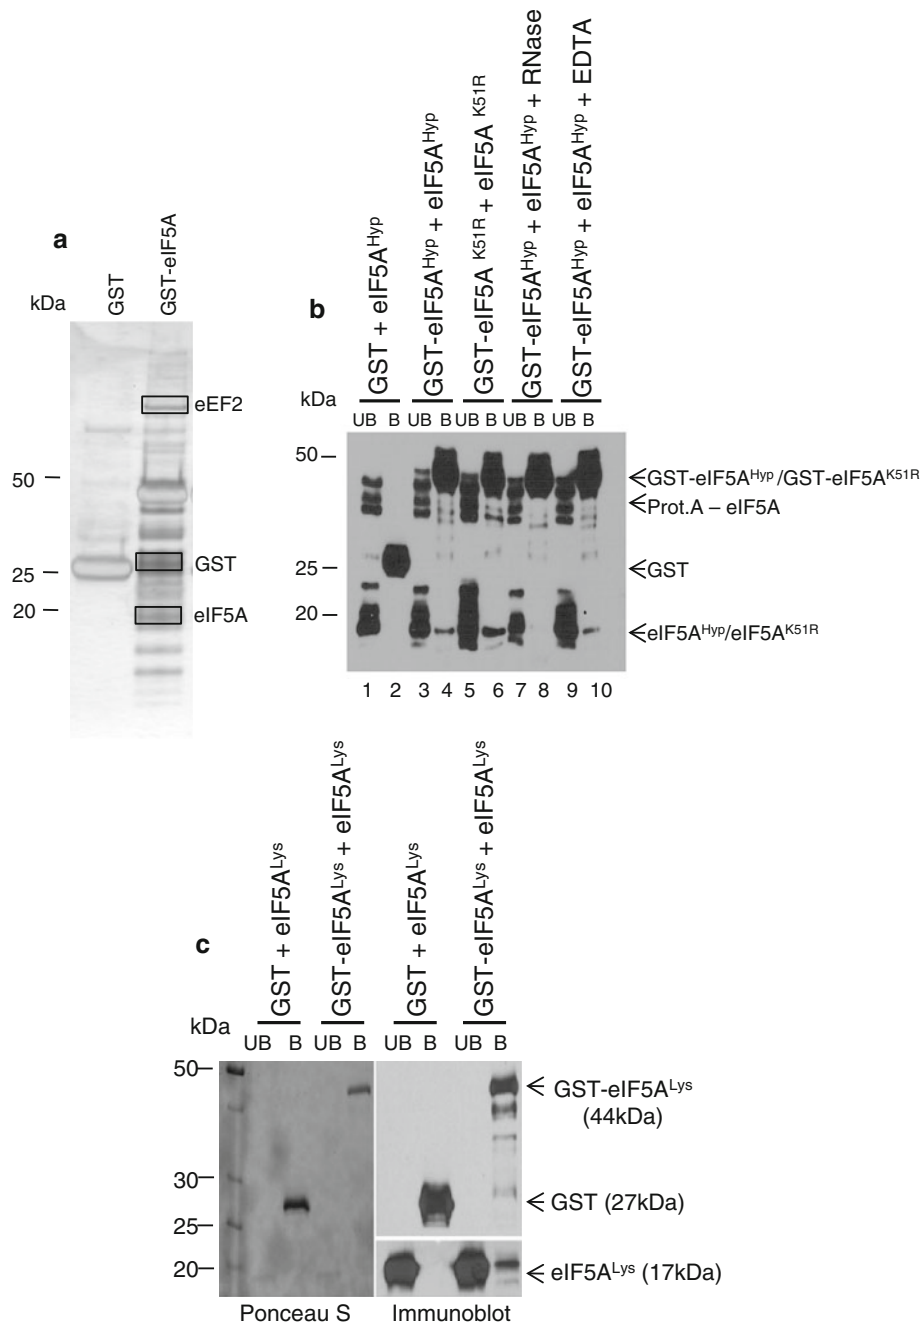 a
kDa
GST
GST-eIF5A
eEF2
50
GST
25
20
eIF5A
b
kDa
GST + eIF5A^Hyp
GST-eIF5A^Hyp + eIF5A^Hyp
GST-eIF5A^K51R + eIF5A^K51R
GST-eIF5A^Hyp + eIF5A^Hyp + RNase
GST-eIF5A^Hyp + eIF5A^Hyp + EDTA
UB B UB B UB B UB B UB B
50
GST-eIF5A^Hyp/GST-eIF5A^K51R
Prot.A – eIF5A
25
GST
20
eIF5A^Hyp/eIF5A^K51R
1 2 3 4 5 6 7 8 9 10
c
kDa
GST + eIF5A^Lys
GST-eIF5A^Lys + eIF5A^Lys
GST + eIF5A^Lys
GST-eIF5A^Lys + eIF5A^Lys
UB B UB B UB B UB B
50
GST-eIF5A^Lys
(44kDa)
30
GST (27kDa)
25
20
eIF5A^Lys (17kDa)
Ponceau S
Immunoblot